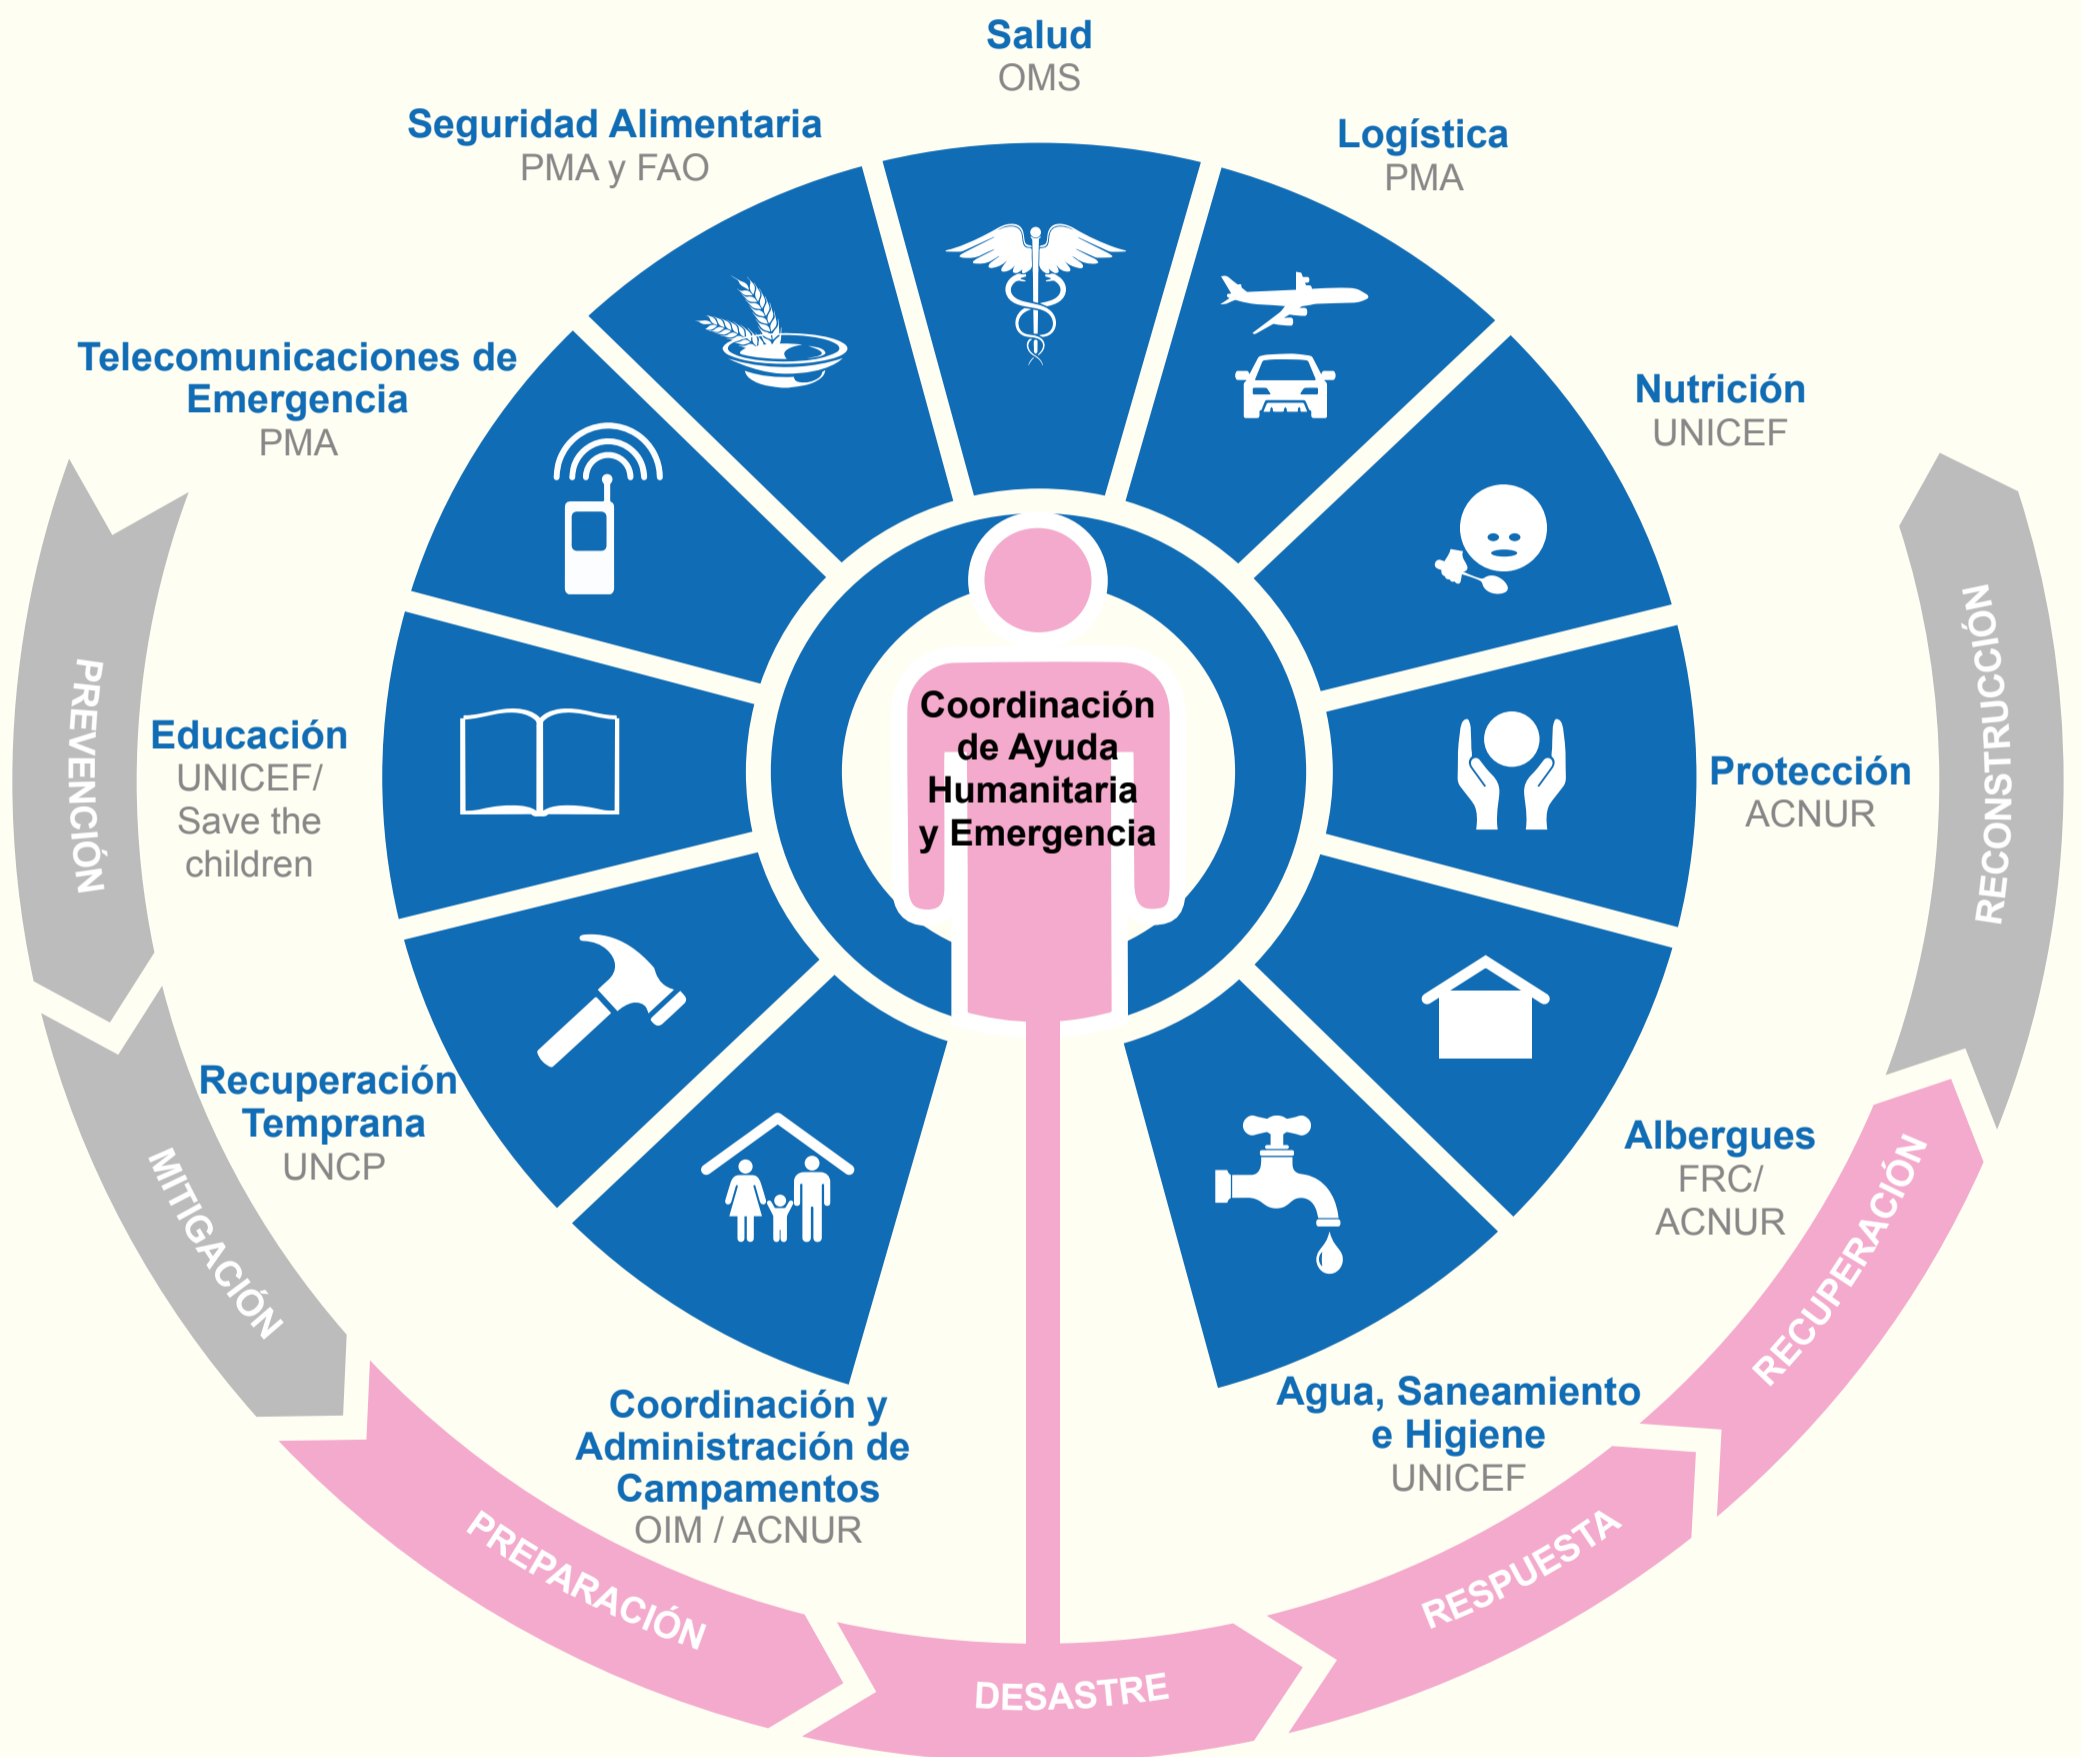 Salud
OMS
Logística
PMA
Nutrición
UNICEF
Protección
ACNUR
Albergues
FRC/
ACNUR
Agua, Saneamiento
e Higiene
UNICEF
Coordinación y
Administración de
Campamentos
OIM / ACNUR
Recuperación
Temprana
UNCP
Educación
UNICEF/
Save the
children
Telecomunicaciones de
Emergencia
PMA
Seguridad Alimentaria
PMA y FAO
Coordinación
de Ayuda
Humanitaria
y Emergencia
PREVENCIÓN
MITIGACIÓN
PREPARACIÓN
DESASTRE
RESPUESTA
RECUPERACIÓN
RECONSTRUCCIÓN